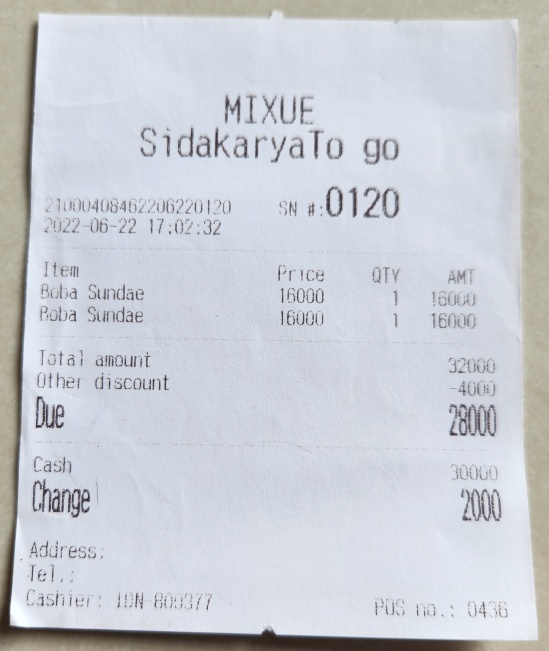 MIXUE
SidakaryaTo go
21000408462206220120 SN #:0120
2022-06-22 17:02:32
Item Price QTY AMT
Boba Sundae 16000 1 16000
Boba Sundae 16000 1 16000
Total amount 32000
Other discount -4000
Due 28000
Cash 30000
Change 2000
Address:
Tel.:
Cashier: IDN-800377 POS no.: 0436